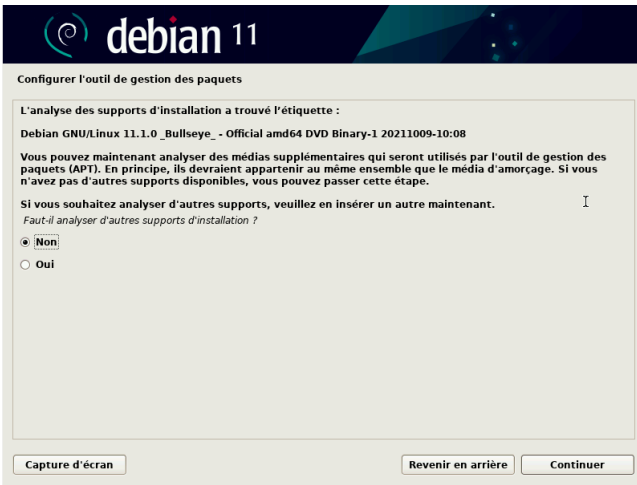 debian 11
Configurer l'outil de gestion des paquets
L'analyse des supports d'installation a trouvé l’étiquette :
Debian GNU/Linux 11.1.0 _Bullseye_ - Official amd64 DVD Binary-1 20211009-10:08
Vous pouvez maintenant analyser des médias supplémentaires qui seront utilisés par l'outil de gestion des
paquets (APT). En principe, ils devraient appartenir au même ensemble que le média d'amorçage. Si vous
n'avez pas d'autres supports disponibles, vous pouvez passer cette étape.
Si vous souhaitez analyser d'autres supports, veuillez en insérer un autre maintenant.
Faut-il analyser d'autres supports d'installation ?
Non
Oui
Capture d'écran
Revenir en arrière
Continuer